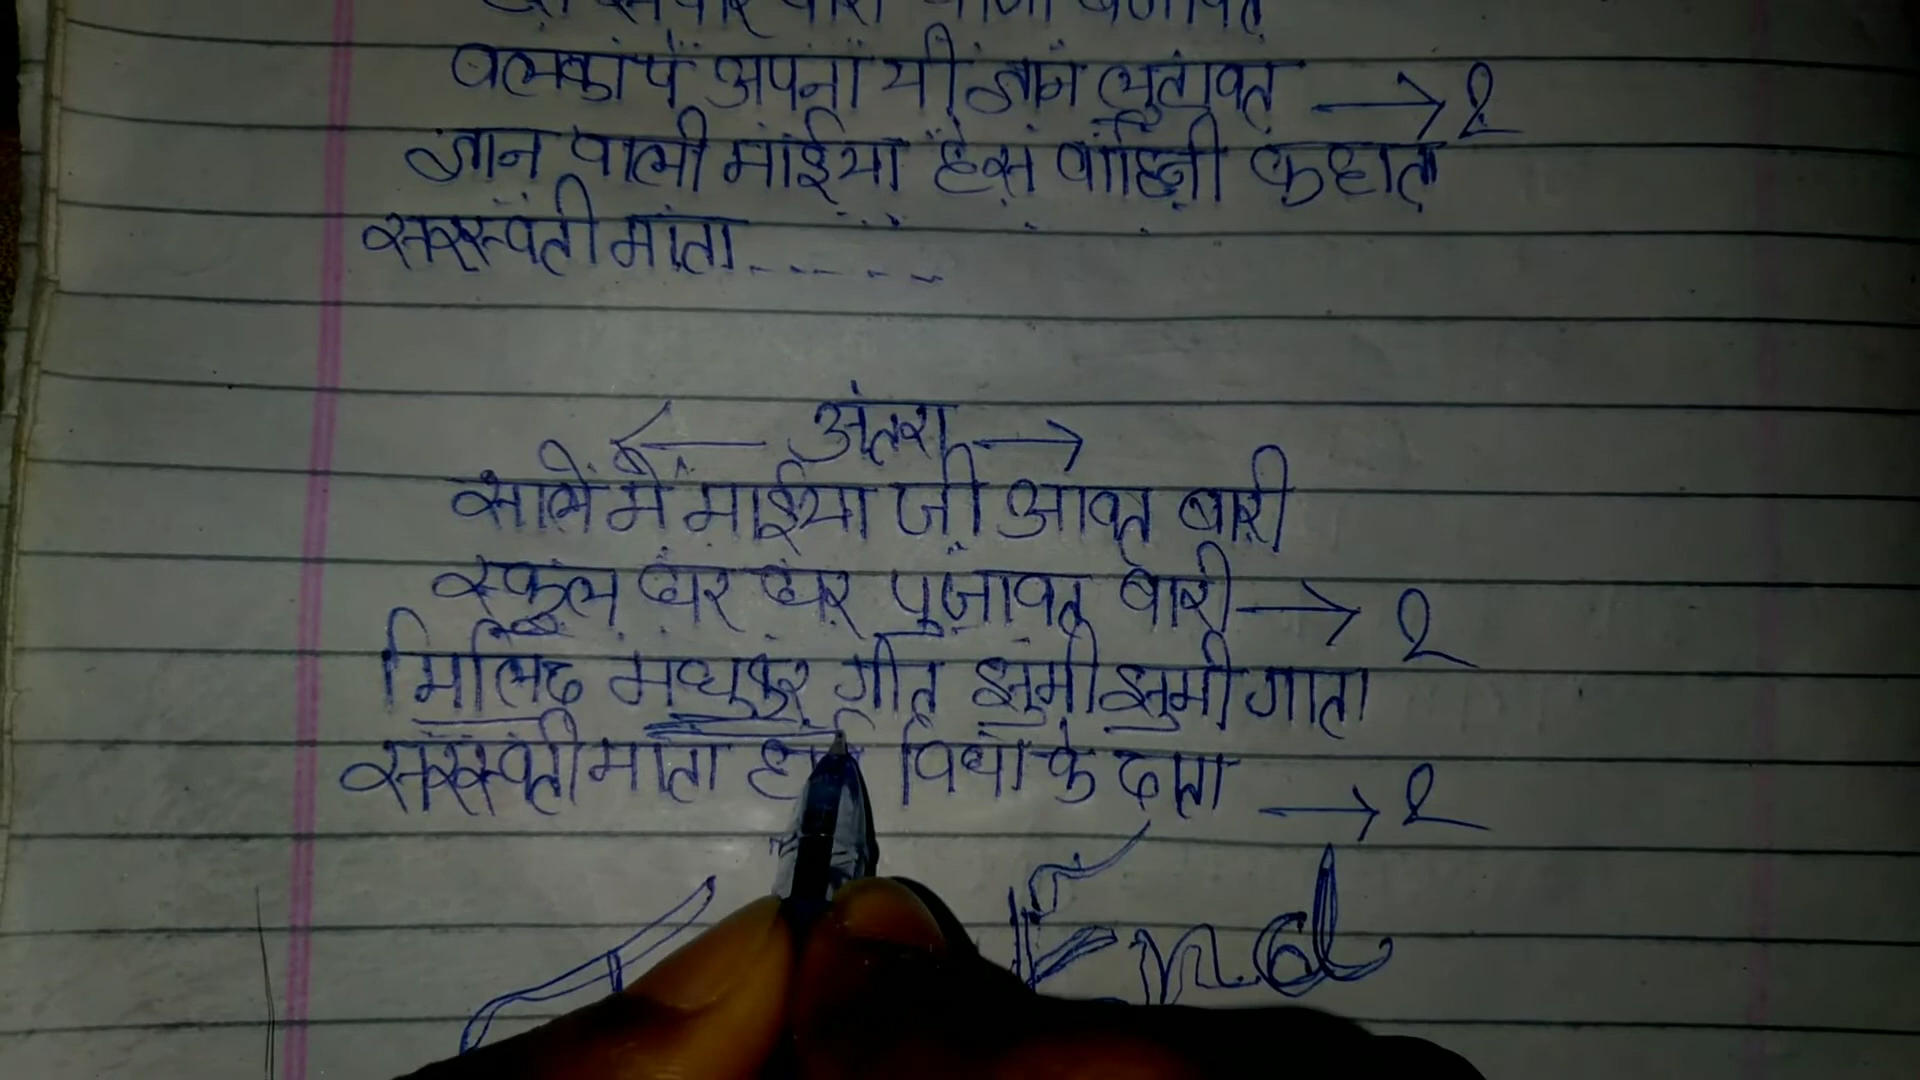 बलकां पें अपनां यी ज्ञान लुटावत → 2
ज्ञान वाली माईया हंस वाहिनी कहाते
सरस्वती माता......
← अंतरा →
साले में माईया जी आवत बारी
स्कुल घर घर पुजावत बारी → 2
मिलिंद मधुकर गीत झुमी झुमी गाता
सरस्वती माता विधा के दाता → 2
End